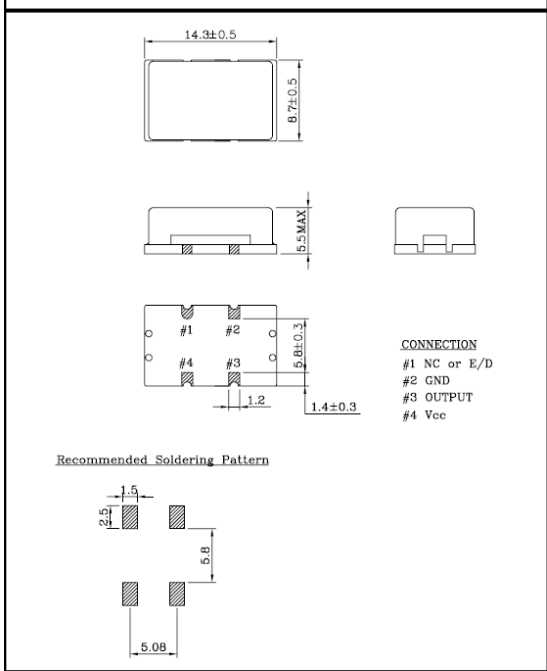 14.3±0.5
8.7±0.5
5.5MAX
#1 #2
#4 #3
5.8±0.3
1.2
1.4±0.3
CONNECTION
#1 NC or E/D
#2 GND
#3 OUTPUT
#4 Vcc
Recommended Soldering Pattern
1.5
2.5
5.8
5.08